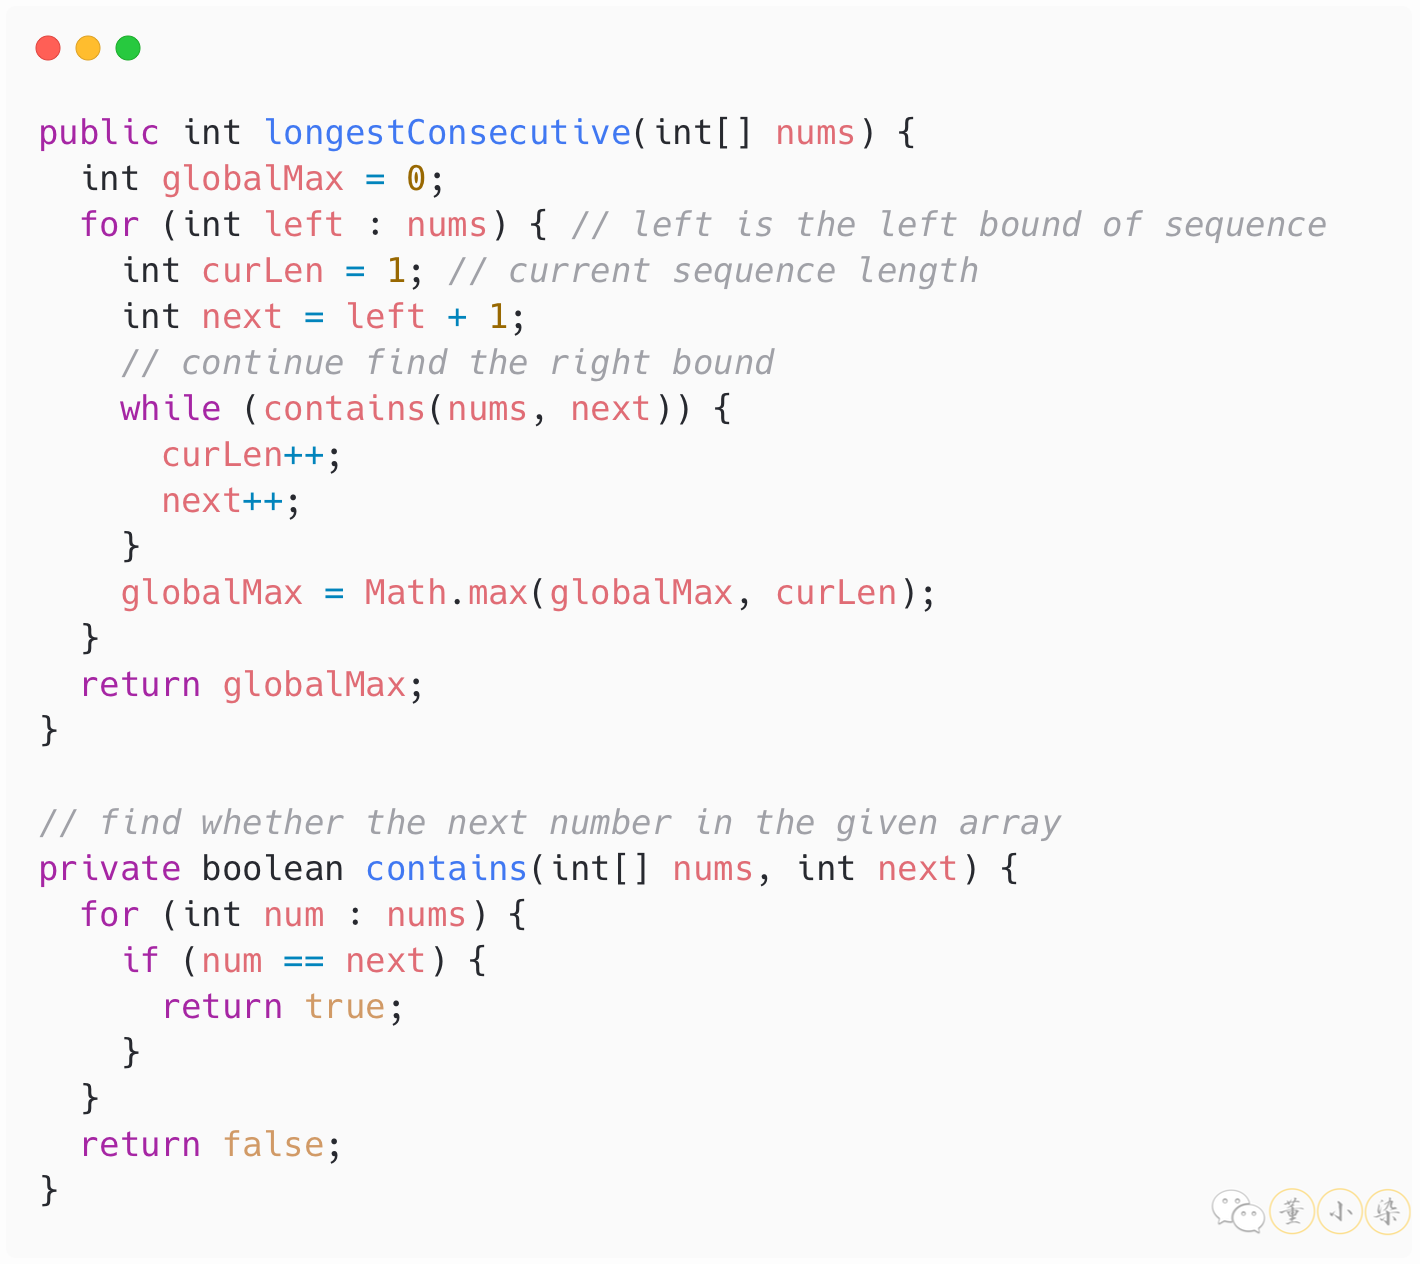 public int longestConsecutive(int[] nums) {
  int globalMax = 0;
  for (int left : nums) { // left is the left bound of sequence
    int curLen = 1; // current sequence length
    int next = left + 1;
    // continue find the right bound
    while (contains(nums, next)) {
      curLen++;
      next++;
    }
    globalMax = Math.max(globalMax, curLen);
  }
  return globalMax;
}

// find whether the next number in the given array
private boolean contains(int[] nums, int next) {
  for (int num : nums) {
    if (num == next) {
      return true;
    }
  }
  return false;
}
董小染